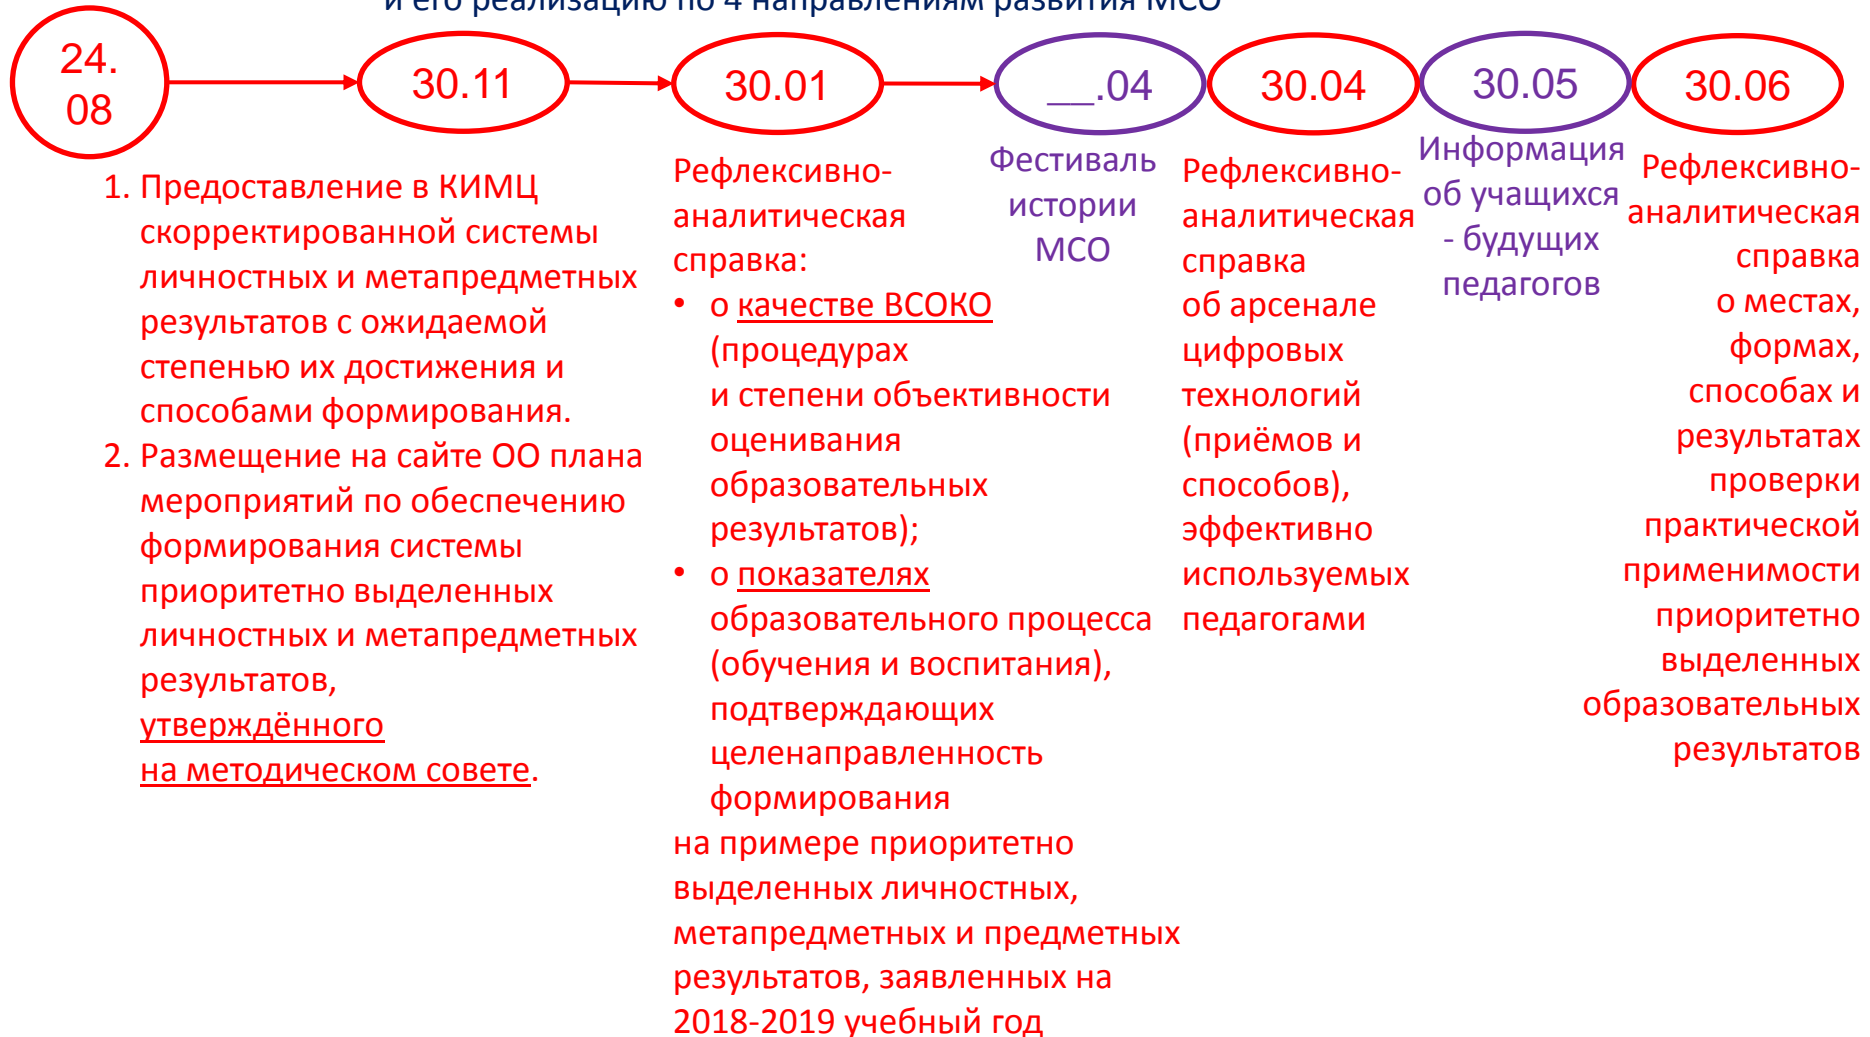 и его реализацию по 4 направлениям развития МСО
24.
08
30.11
30.01
__.04
30.04
30.05
30.06
1. Предоставление в КИМЦ
скорректированной системы
личностных и метапредметных
результатов с ожидаемой
степенью их достижения и
способами формирования.
2. Размещение на сайте ОО плана
мероприятий по обеспечению
формирования системы
приоритетно выделенных
личностных и метапредметных
результатов,
утверждённого
на методическом совете.
Рефлексивно-
аналитическая
справка:
• о качестве ВСОКО
(процедурах
и степени объективности
оценивания
образовательных
результатов);
• о показателях
образовательного процесса
(обучения и воспитания),
подтверждающих
целенаправленность
формирования
на примере приоритетно
выделенных личностных,
метапредметных и предметных
результатов, заявленных на
2018-2019 учебный год
Фестиваль
истории
МСО
Рефлексивно-
аналитическая
справка
об арсенале
цифровых
технологий
(приёмов и
способов),
эффективно
используемых
педагогами
Информация
об учащихся
- будущих
педагогов
Рефлексивно-
аналитическая
справка
о местах,
формах,
способах и
результатах
проверки
практической
применимости
приоритетно
выделенных
образовательных
результатов